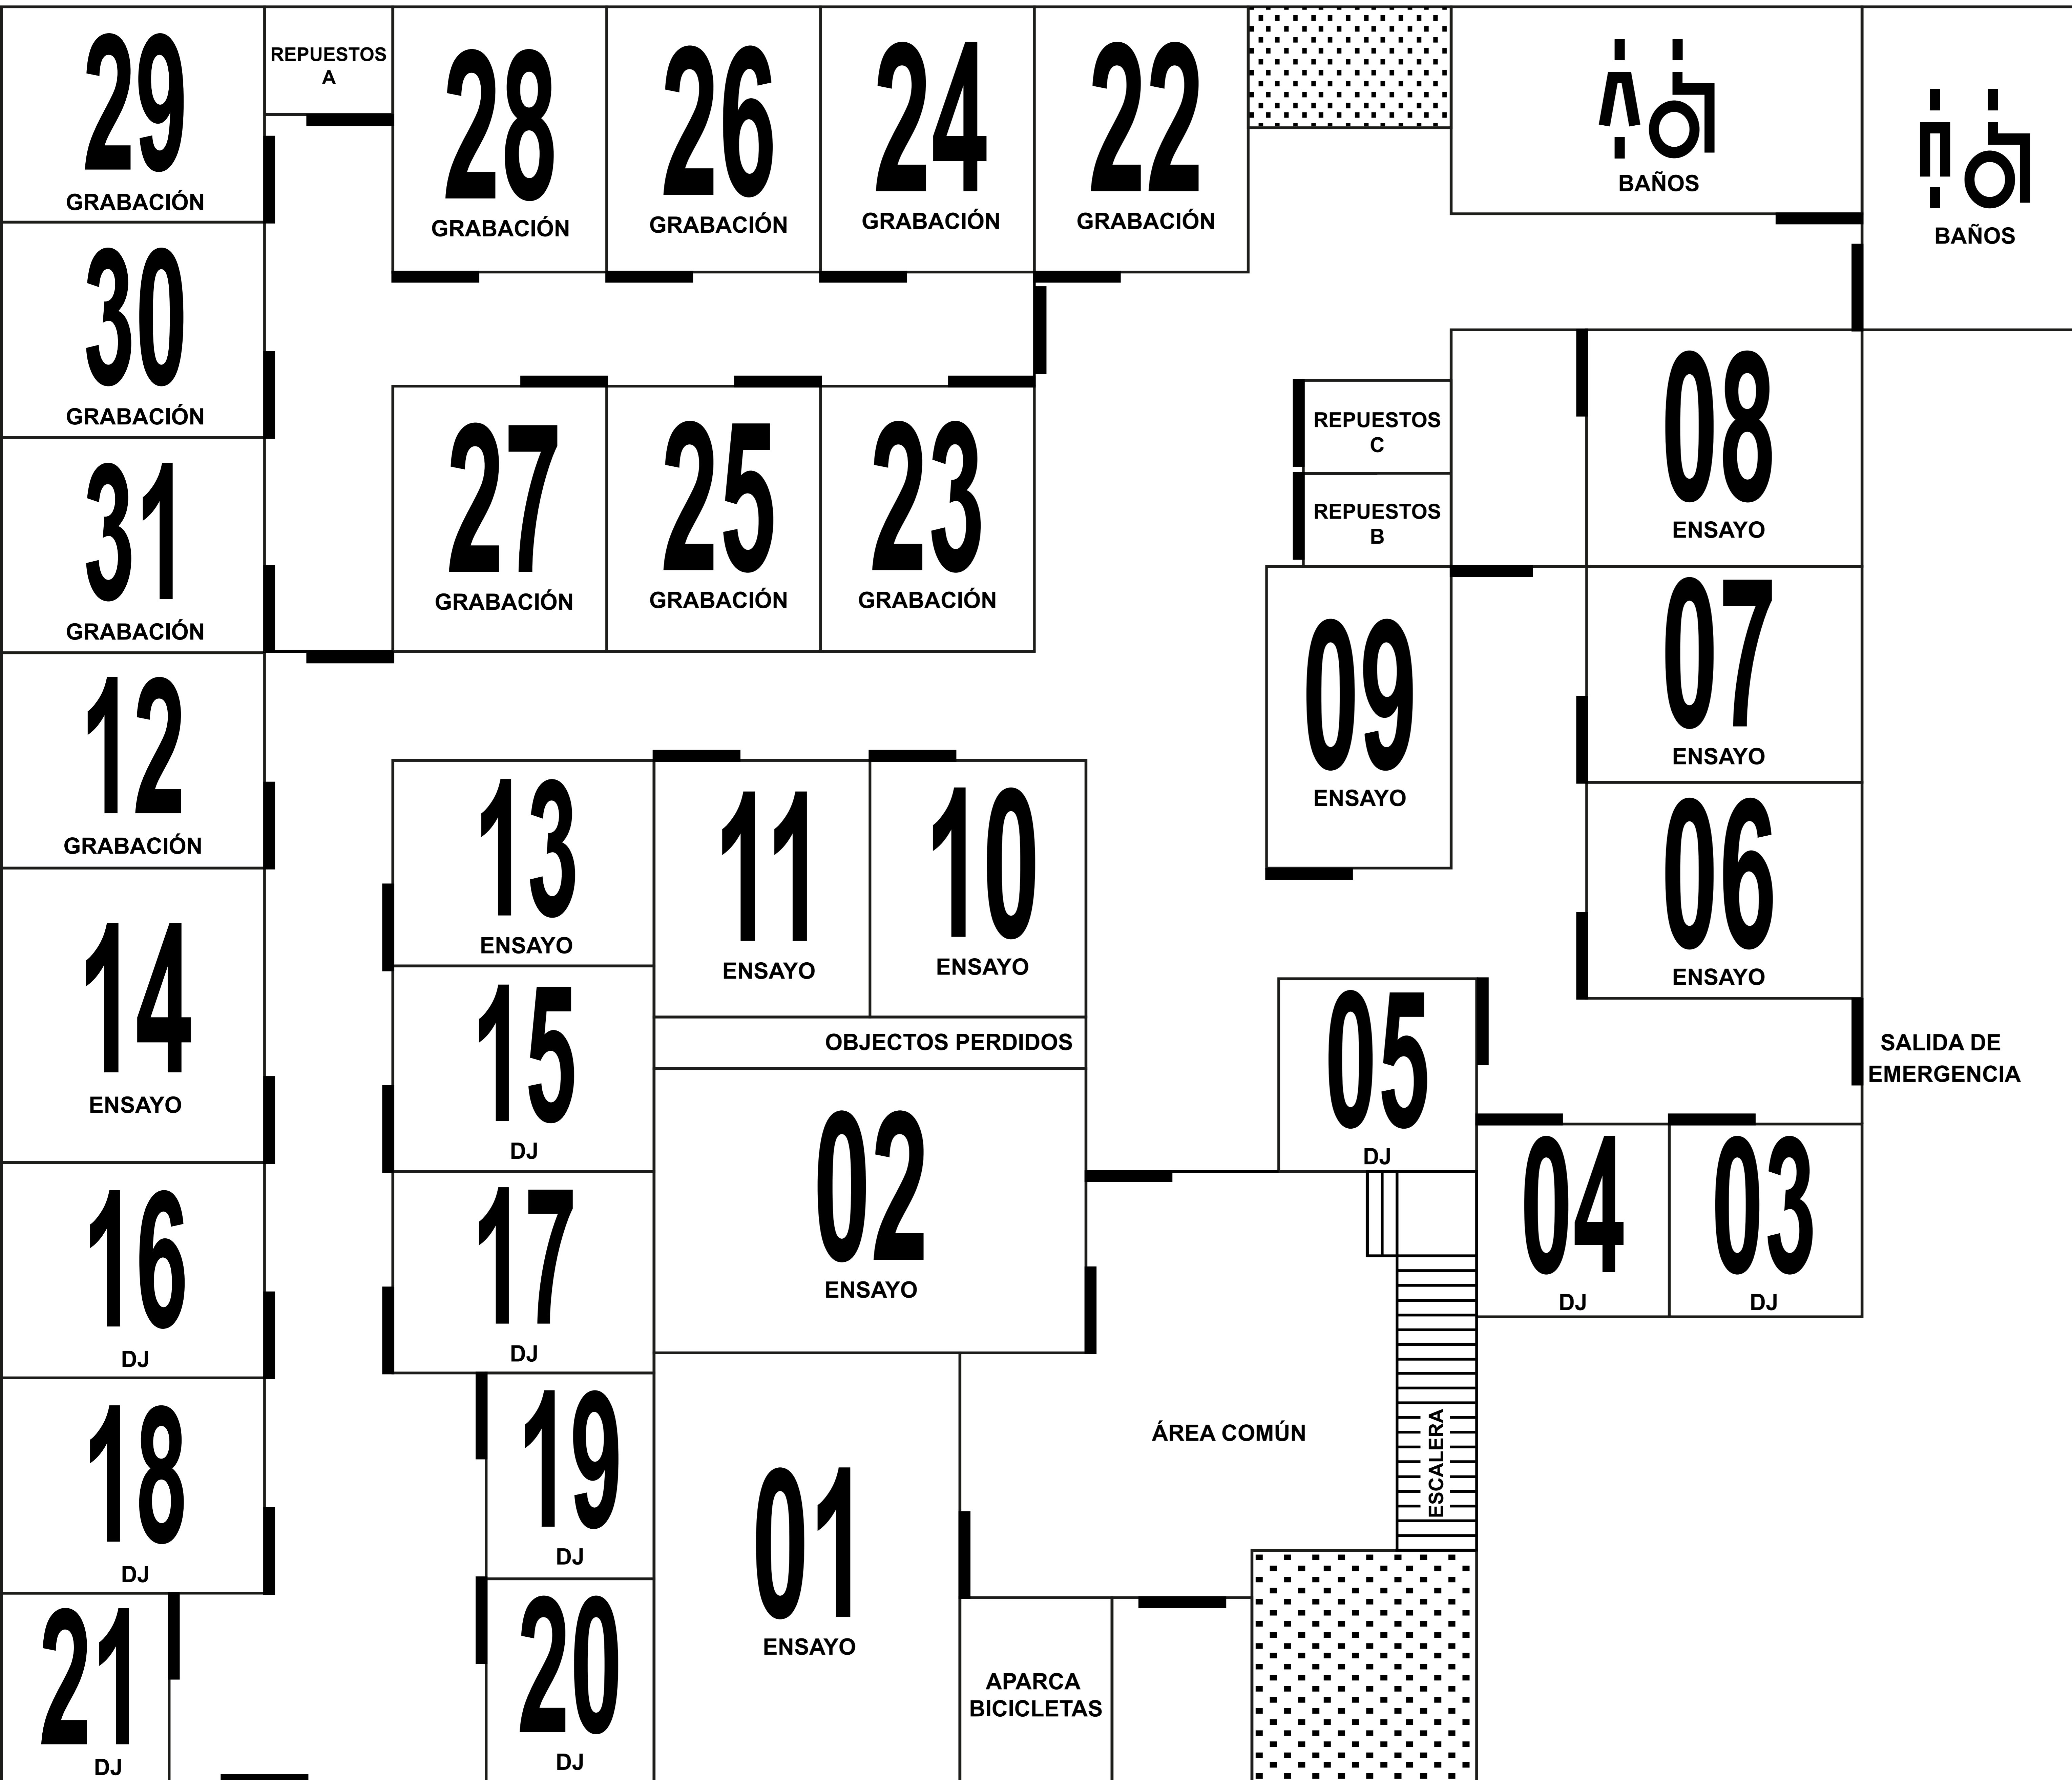 29
GRABACIÓN
REPUESTOS
A
28
GRABACIÓN
26
GRABACIÓN
24
GRABACIÓN
22
GRABACIÓN
BAÑOS
BAÑOS
30
GRABACIÓN
31
GRABACIÓN
27
GRABACIÓN
25
GRABACIÓN
23
GRABACIÓN
REPUESTOS
C
REPUESTOS
B
08
ENSAYO
09
ENSAYO
07
ENSAYO
06
ENSAYO
12
GRABACIÓN
13
ENSAYO
11
ENSAYO
10
ENSAYO
14
ENSAYO
15
DJ
OBJECTOS PERDIDOS
02
ENSAYO
05
DJ
SALIDA DE
EMERGENCIA
04
DJ
03
DJ
16
DJ
17
DJ
18
DJ
19
DJ
01
ENSAYO
ÁREA COMÚN
ESCALERA
21
DJ
20
DJ
APARCA
BICICLETAS